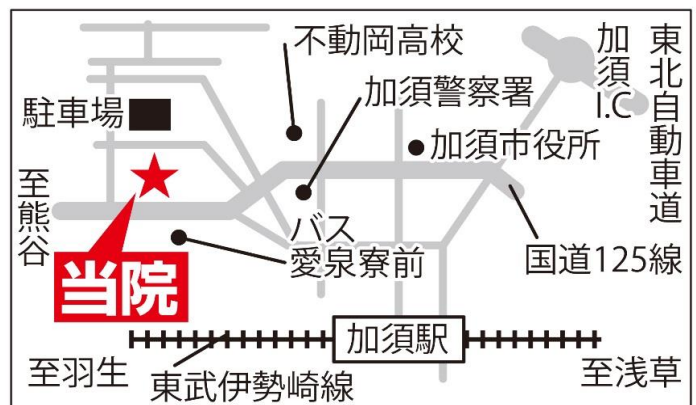 不動岡高校
加須警察署
駐車場
加須市役所
加須I.C
東北自動車道
至熊谷
当院
バス
愛泉寮前
国道125線
加須駅
至羽生
東武伊勢崎線
至浅草